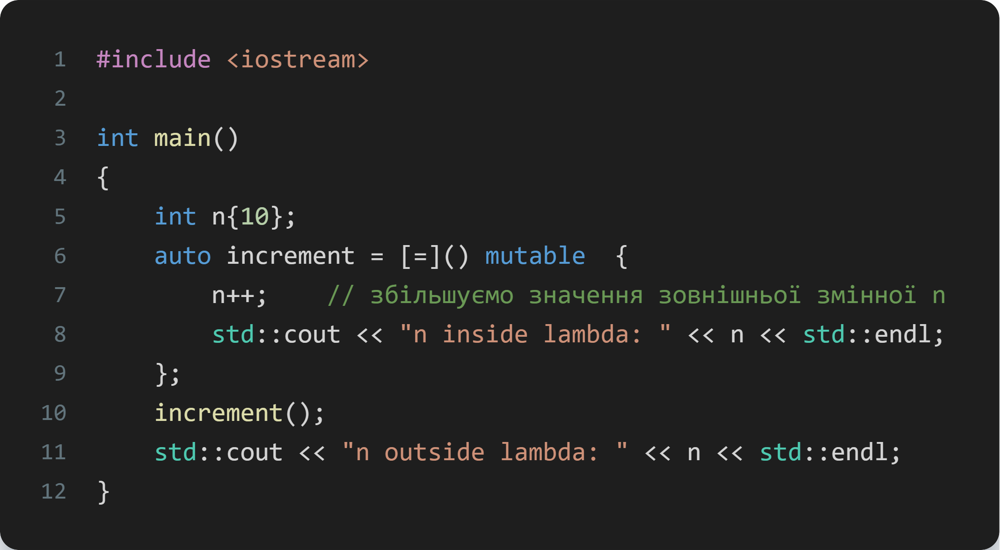 1 #include <iostream>
2
3 int main()
4 {
5     int n{10};
6     auto increment = [=]() mutable  {
7         n++;    // збільшуємо значення зовнішньої змінної n
8         std::cout << "n inside lambda: " << n << std::endl;
9     };
10     increment();
11     std::cout << "n outside lambda: " << n << std::endl;
12 }